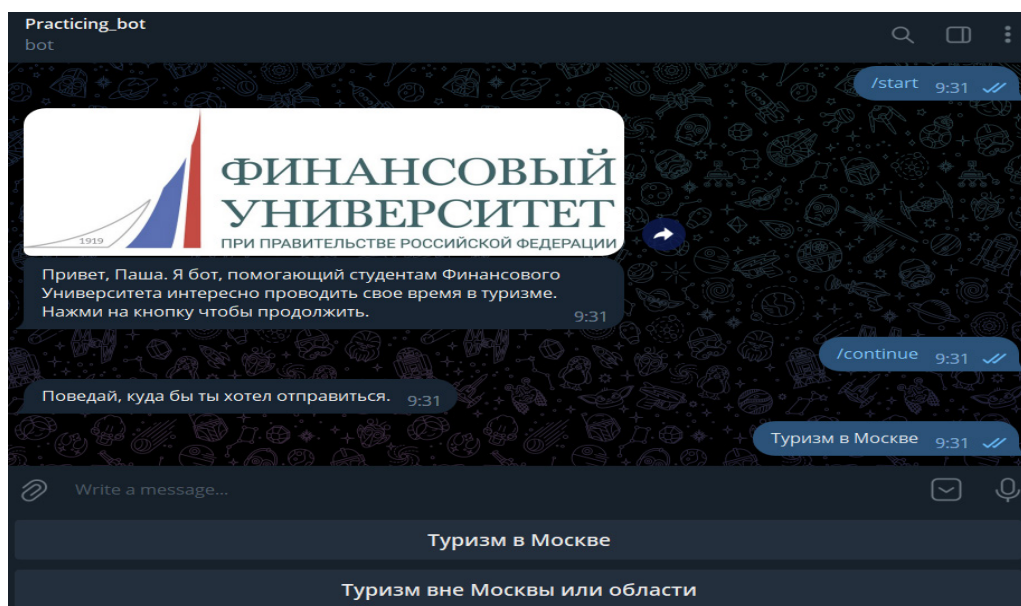 Practicing_bot
bot
/start 9:31
1919
ФИНАНСОВЫЙ
УНИВЕРСИТЕТ
ПРИ ПРАВИТЕЛЬСТВЕ РОССИЙСКОЙ ФЕДЕРАЦИИ
Привет, Паша. Я бот, помогающий студентам Финансового
Университета интересно проводить свое время в туризме.
Нажми на кнопку чтобы продолжить. 9:31
/continue 9:31
Поведай, куда бы ты хотел отправиться. 9:31
Туризм в Москве 9:31
Write a message...
Туризм в Москве
Туризм вне Москвы или области